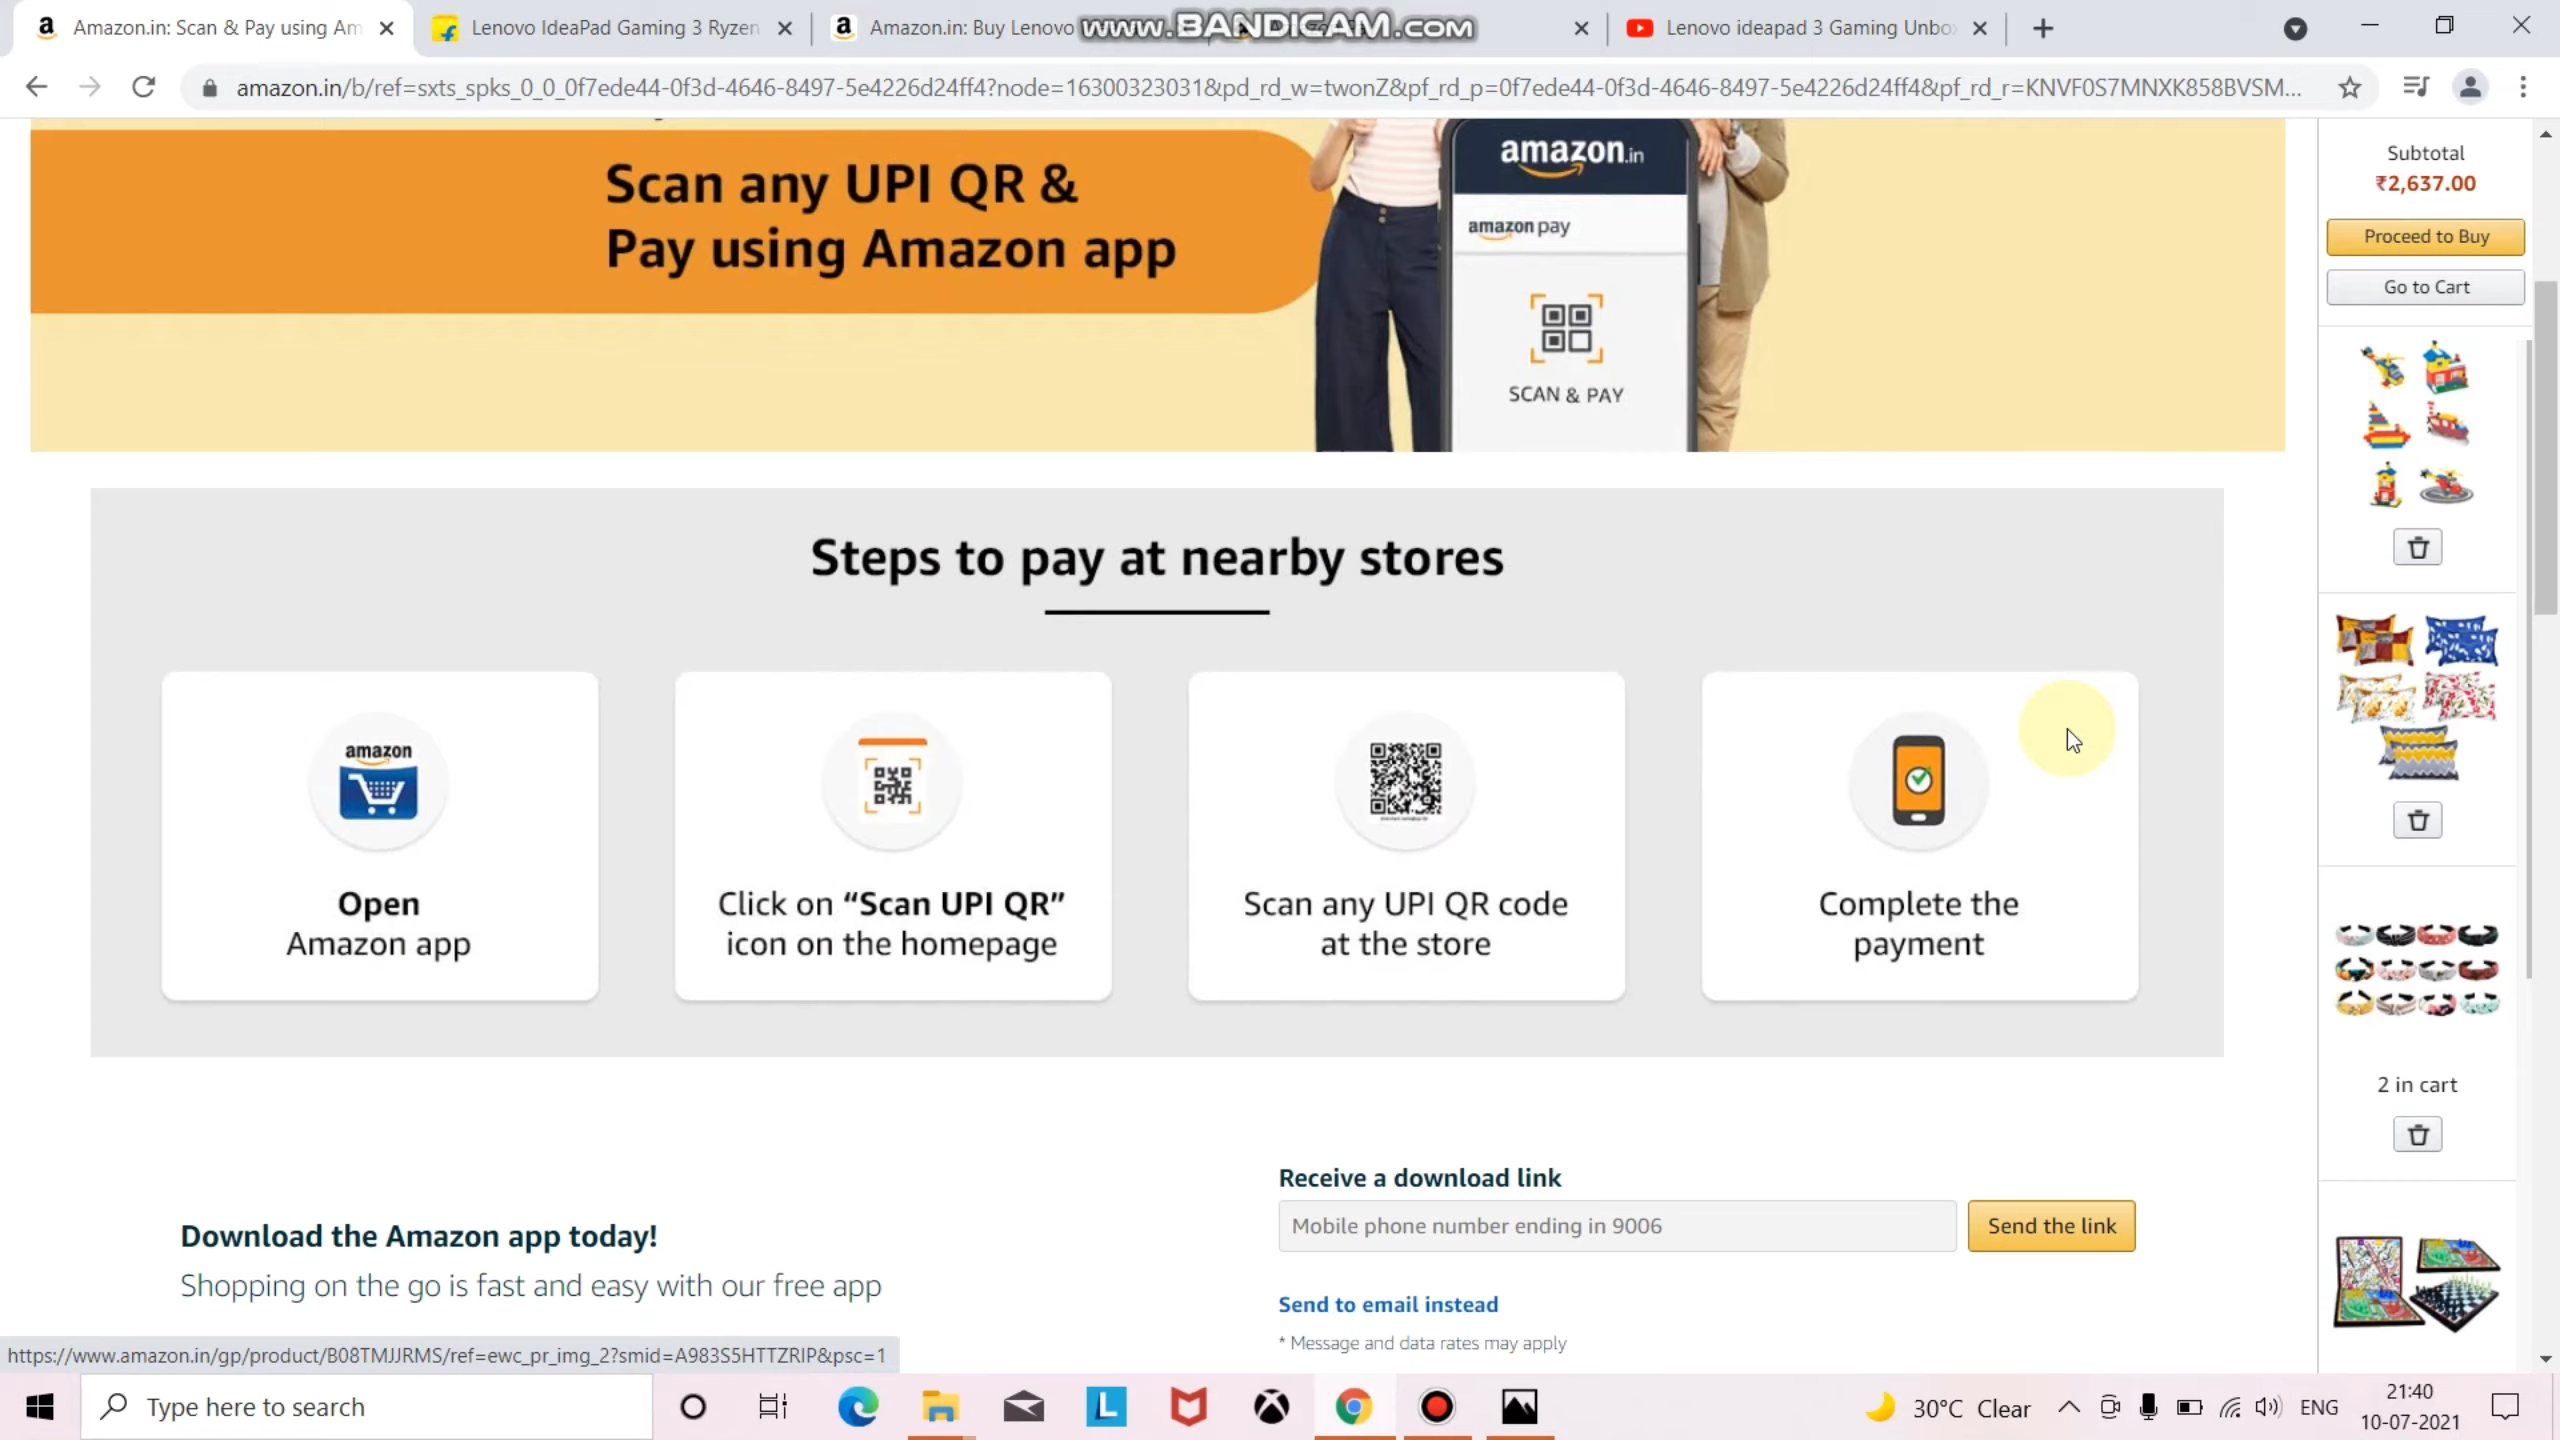 Amazon.in: Scan & Pay using Am
Lenovo IdeaPad Gaming 3 Ryzen
Amazon.in: Buy Lenovo
www.BANDICAM.com
Lenovo ideapad 3 Gaming Unbo
amazon.in/b/ref=sxts_spks_0_0_0f7ede44-0f3d-4646-8497-5e4226d24ff4?node=16300323031&pd_rd_w=twonZ&pf_rd_p=0f7ede44-0f3d-4646-8497-5e4226d24ff4&pf_rd_r=KNVF0S7MNXK858BVSM...
Scan any UPI QR &
Pay using Amazon app
amazon.in
amazon pay
SCAN & PAY
Subtotal
₹2,637.00
Proceed to Buy
Go to Cart
Steps to pay at nearby stores
amazon
Open
Amazon app
Click on “Scan UPI QR”
icon on the homepage
Scan any UPI QR code
at the store
Complete the
payment
2 in cart
Download the Amazon app today!
Shopping on the go is fast and easy with our free app
Receive a download link
Mobile phone number ending in 9006
Send the link
Send to email instead
* Message and data rates may apply
https://www.amazon.in/gp/product/B08TMJJRMS/ref=ewc_pr_img_2?smid=A983S5HTTZRIP&psc=1
Type here to search
L
30°C Clear
ENG
21:40
10-07-2021